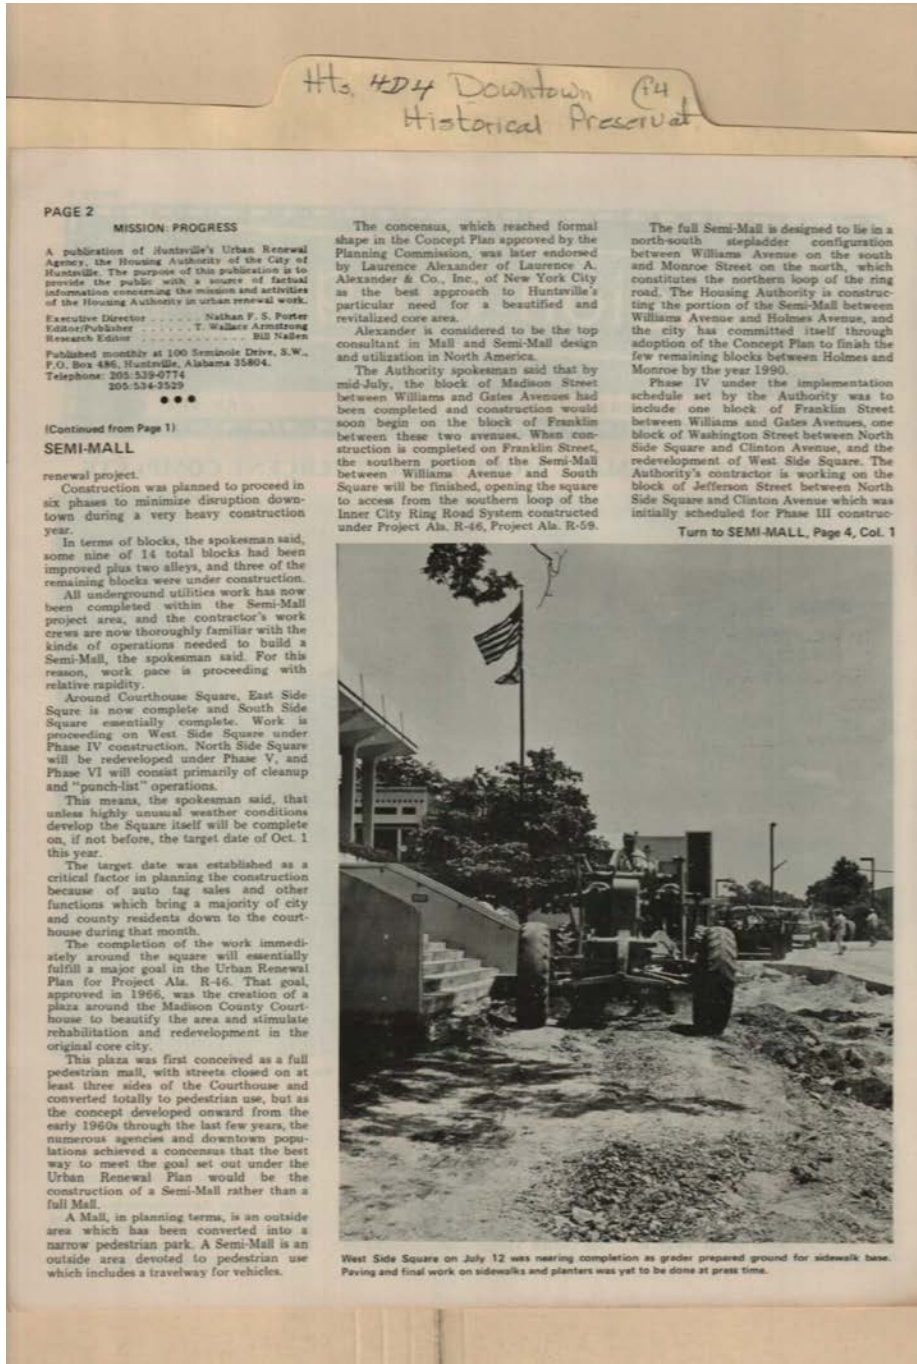 Hts, 4D4 Downtown
Historical Preservat
PAGE 2
MISSION: PROGRESS
A publication of Huntsville's Urban Renewal
Agency, the Housing Authority of the City of
Huntsville. The purpose of this publication is to
provide the public with a source of factual
information concerning the mission and activities
of the Housing Authority in urban renewal work.
Executive Director . . . . . . . Nathan F. S. Porter
Editor/Publisher . . . . . . . T. Wallace Armstrong
Research Editor . . . . . . . . . . . . Bill Nallen
Published monthly at 100 Seminole Drive, S.W.,
P.O. Box 486, Huntsville, Alabama 35804.
Telephone: 205:539-0774
205:534-3529
● ● ●
(Continued from Page 1)
SEMI-MALL
renewal project.
Construction was planned to proceed in
six phases to minimize disruption down-
town during a very heavy construction
year.
In terms of blocks, the spokesman said,
some nine of 14 total blocks had been
improved plus two alleys, and three of the
remaining blocks were under construction.
All underground utilities work has now
been completed within the Semi-Mall
project area, and the contractor's work
crews are now thoroughly familiar with the
kinds of operations needed to build a
Semi-Mall, the spokesman said. For this
reason, work pace is proceeding with
relative rapidity.
Around Courthouse Square, East Side
Squre is now complete and South Side
Square essentially complete. Work is
proceeding on West Side Square under
Phase IV construction. North Side Square
will be redeveloped under Phase V, and
Phase VI will consist primarily of cleanup
and "punch-list" operations.
This means, the spokesman said, that
unless highly unusual weather conditions
develop the Square itself will be complete
on, if not before, the target date of Oct. 1
this year.
The target date was established as a
critical factor in planning the construction
because of auto tag sales and other
functions which bring a majority of city
and county residents down to the court-
house during that month.
The completion of the work immedi-
ately around the square will essentially
fulfill a major goal in the Urban Renewal
Plan for Project Ala. R-46. That goal,
approved in 1966, was the creation of a
plaza around the Madison County Court-
house to beautify the area and stimulate
rehabilitation and redevelopment in the
original core city.
This plaza was first conceived as a full
pedestrian mall, with streets closed on at
least three sides of the Courthouse and
converted totally to pedestrian use, but as
the concept developed onward from the
early 1960s through the last few years, the
numerous agencies and downtown popu-
lations achieved a concensus that the best
way to meet the goal set out under the
Urban Renewal Plan would be the
construction of a Semi-Mall rather than a
full Mall.
A Mall, in planning terms, is an outside
area which has been converted into a
narrow pedestrian park. A Semi-Mall is an
outside area devoted to pedestrian use
which includes a travelway for vehicles.
The concensus, which reached formal
shape in the Concept Plan approved by the
Planning Commission, was later endorsed
by Laurence Alexander of Laurence A.
Alexander & Co., Inc., of New York City
as the best approach to Huntsville's
particular need for a beautified and
revitalized core area.
Alexander is considered to be the top
consultant in Mall and Semi-Mall design
and utilization in North America.
The Authority spokesman said that by
mid-July, the block of Madison Street
between Williams and Gates Avenues had
been completed and construction would
soon begin on the block of Franklin
between these two avenues. When con-
struction is completed on Franklin Street,
the southern portion of the Semi-Mall
between Williams Avenue and South
Square will be finished, opening the square
to access from the southern loop of the
Inner City Ring Road System constructed
under Project Ala. R-46, Project Ala. R-59.
The full Semi-Mall is designed to lie in a
north-south stepladder configuration
between Williams Avenue on the south
and Monroe Street on the north, which
constitutes the northern loop of the ring
road. The Housing Authority is construc-
ing the portion of the Semi-Mall between
Williams Avenue and Holmes Avenue, and
the city has committed itself through
adoption of the Concept Plan to finish the
few remaining blocks between Holmes and
Monroe by the year 1990.
Phase IV under the implementation
schedule set by the Authority was to
include one block of Franklin Street
between Williams and Gates Avenues, one
block of Washington Street between North
Side Square and Clinton Avenue, and the
redevelopment of West Side Square. The
Authority's contractor is working on the
block of Jefferson Street between North
Side Square and Clinton Avenue which was
initially scheduled for Phase III construc-
Turn to SEMI-MALL, Page 4, Col. 1
West Side Square on July 12 was nearing completion as grader prepared ground for sidewalk base.
Paving and final work on sidewalks and planters was yet to be done at press time.